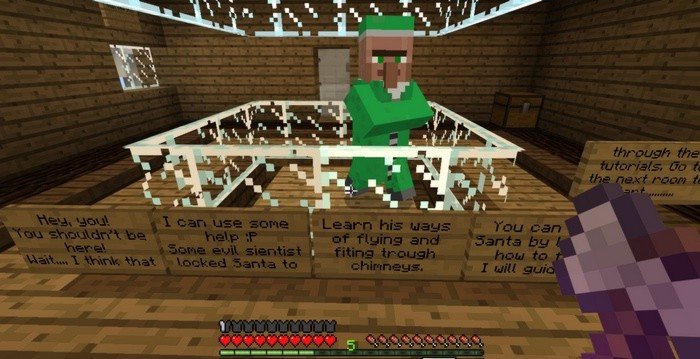 Hey, you!
You shouldn't be
here!
Wait.... I think that
I can use some
help :P
Some evil sientist
locked Santa to
Learn his ways
of flying and
fiting trough
chimneys.
You can
Santa by
how to
I will
through the
tutorials. Go
the next room
5